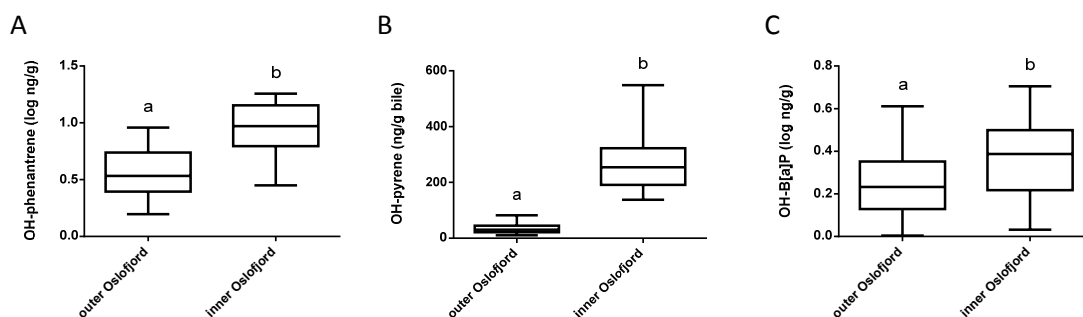 A
OH-phenantrene (log ng/g)
1.5
1.0
0.5
0.0
a
b
outer Oslofjord
inner Oslofjord
B
OH-pyrene (ng/g bile)
600
400
200
0
a
b
outer Oslofjord
inner Oslofjord
C
OH-B[a]P (log ng/g)
0.8
0.6
0.4
0.2
0.0
a
b
outer Oslofjord
inner Oslofjord